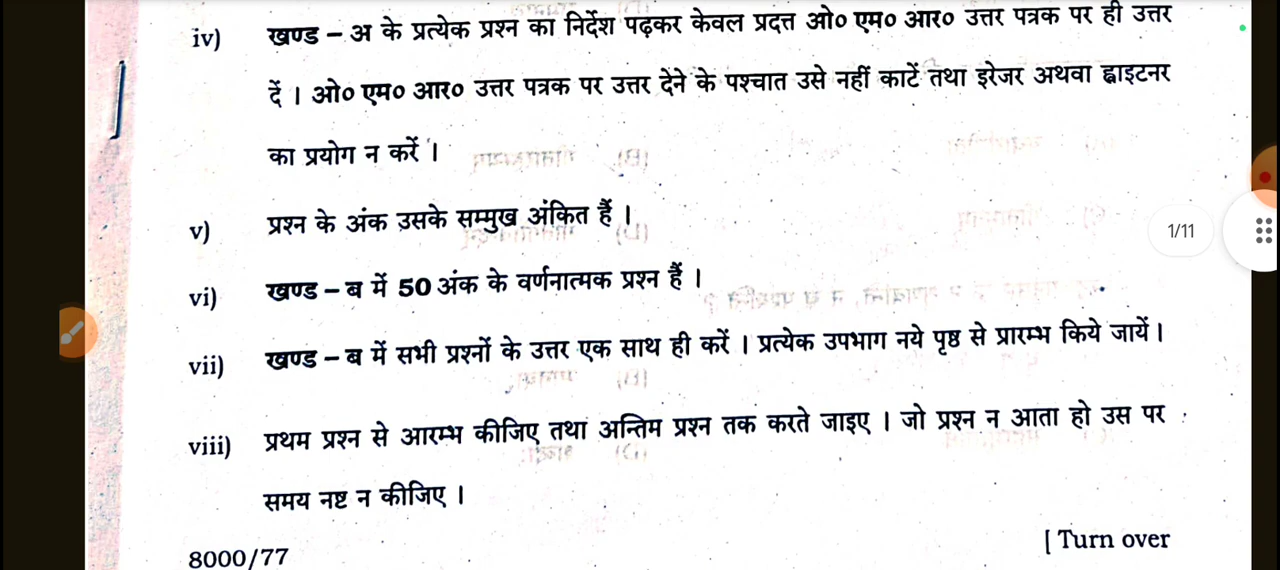 iv) खण्ड – अ के प्रत्येक प्रश्न का निर्देश पढ़कर केवल प्रदत्त ओ० एम० आर० उत्तर पत्रक पर ही उत्तर
दें । ओ० एम० आर० उत्तर पत्रक पर उत्तर देने के पश्चात उसे नहीं काटें तथा इरेजर अथवा ह्वाइटनर
का प्रयोग न करें ।
v) प्रश्न के अंक उसके सम्मुख अंकित हैं ।
1/11
vi) खण्ड – ब में 50 अंक के वर्णनात्मक प्रश्न हैं ।
vii) खण्ड – ब में सभी प्रश्नों के उत्तर एक साथ ही करें । प्रत्येक उपभाग नये पृष्ठ से प्रारम्भ किये जायें ।
viii) प्रथम प्रश्न से आरम्भ कीजिए तथा अन्तिम प्रश्न तक करते जाइए । जो प्रश्न न आता हो उस पर
समय नष्ट न कीजिए ।
8000/77 [ Turn over